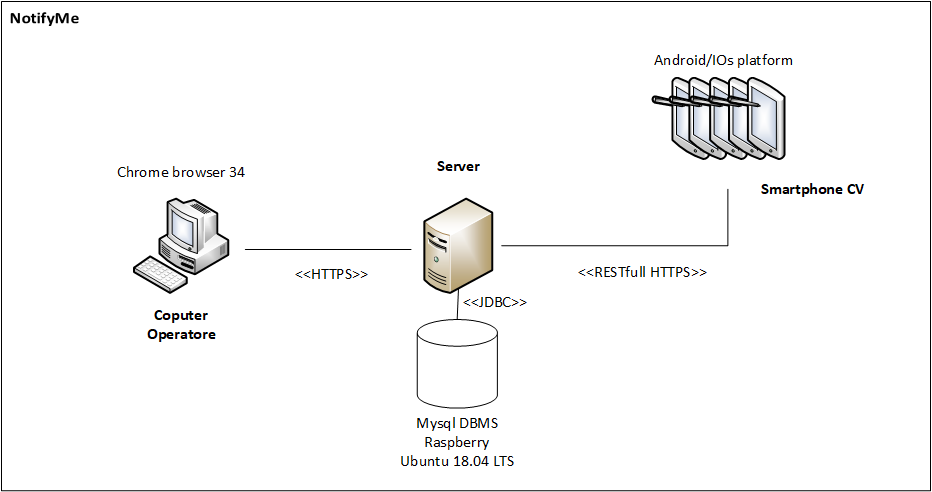 NotifyMe
Android/IOs platform
Smartphone CV
Server
Chrome browser 34
<<HTTPS>>
<<RESTfull HTTPS>>
<<JDBC>>
Coputer
Operatore
Mysql DBMS
Raspberry
Ubuntu 18.04 LTS